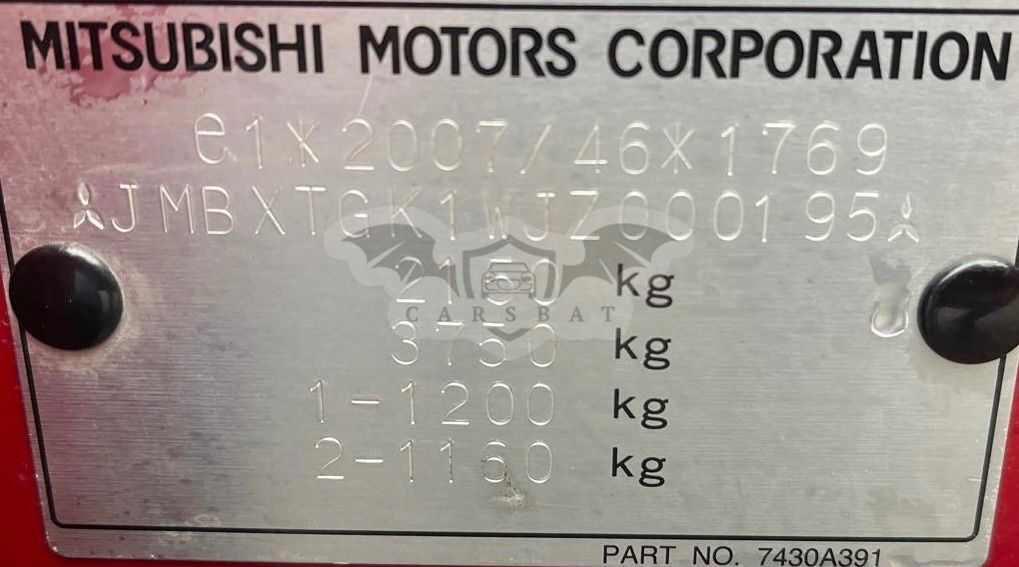 MITSUBISHI MOTORS CORPORATION
e1*2007/46*1769
JMBXTGK1WJZ000195
2150 kg
CARSBAT
3750 kg
1-1200 kg
2-1160 kg
PART NO. 7430A391